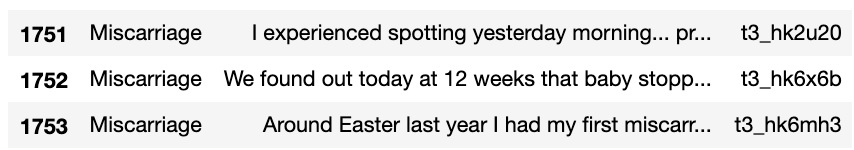 1751 Miscarriage I experienced spotting yesterday morning... pr... t3_hk2u20
1752 Miscarriage We found out today at 12 weeks that baby stopp... t3_hk6x6b
1753 Miscarriage Around Easter last year I had my first miscarr... t3_hk6mh3